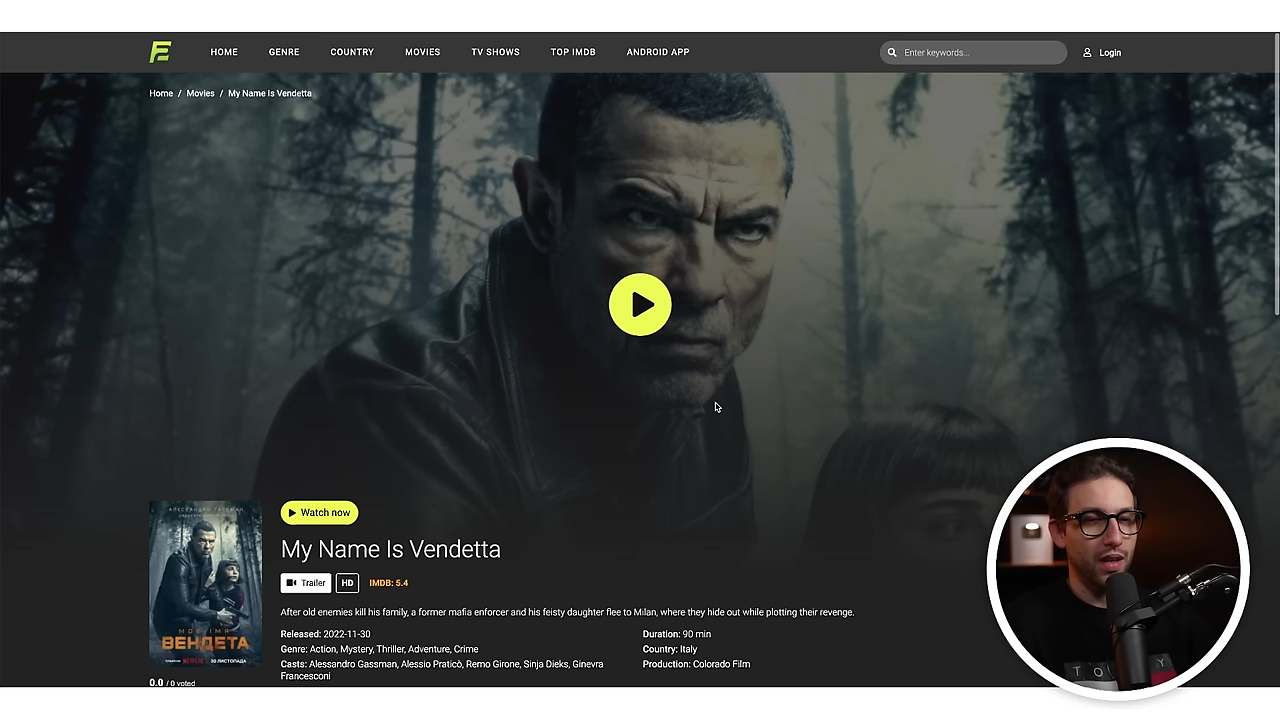 HOME GENRE COUNTRY MOVIES TV SHOWS TOP IMDB ANDROID APP Enter keywords... Login
Home / Movies / My Name Is Vendetta
Watch now
My Name Is Vendetta
Trailer HD IMDB: 5.4
After old enemies kill his family, a former mafia enforcer and his feisty daughter flee to Milan, where they hide out while plotting their revenge.
Released: 2022-11-30
Genre: Action, Mystery, Thriller, Adventure, Crime
Casts: Alessandro Gassman, Alessio Praticò, Remo Girone, Sinja Dieks, Ginevra
Francesconi
Duration: 90 min
Country: Italy
Production: Colorado Film
ВЕНДЕТА
NETFLIX 30 ЛИСТОПАДА
0.0 / 0 voted